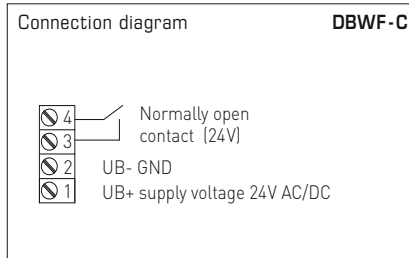 Connection diagram DBWF-C
4 Normally open
3 contact (24V)
2 UB- GND
1 UB+ supply voltage 24V AC/DC